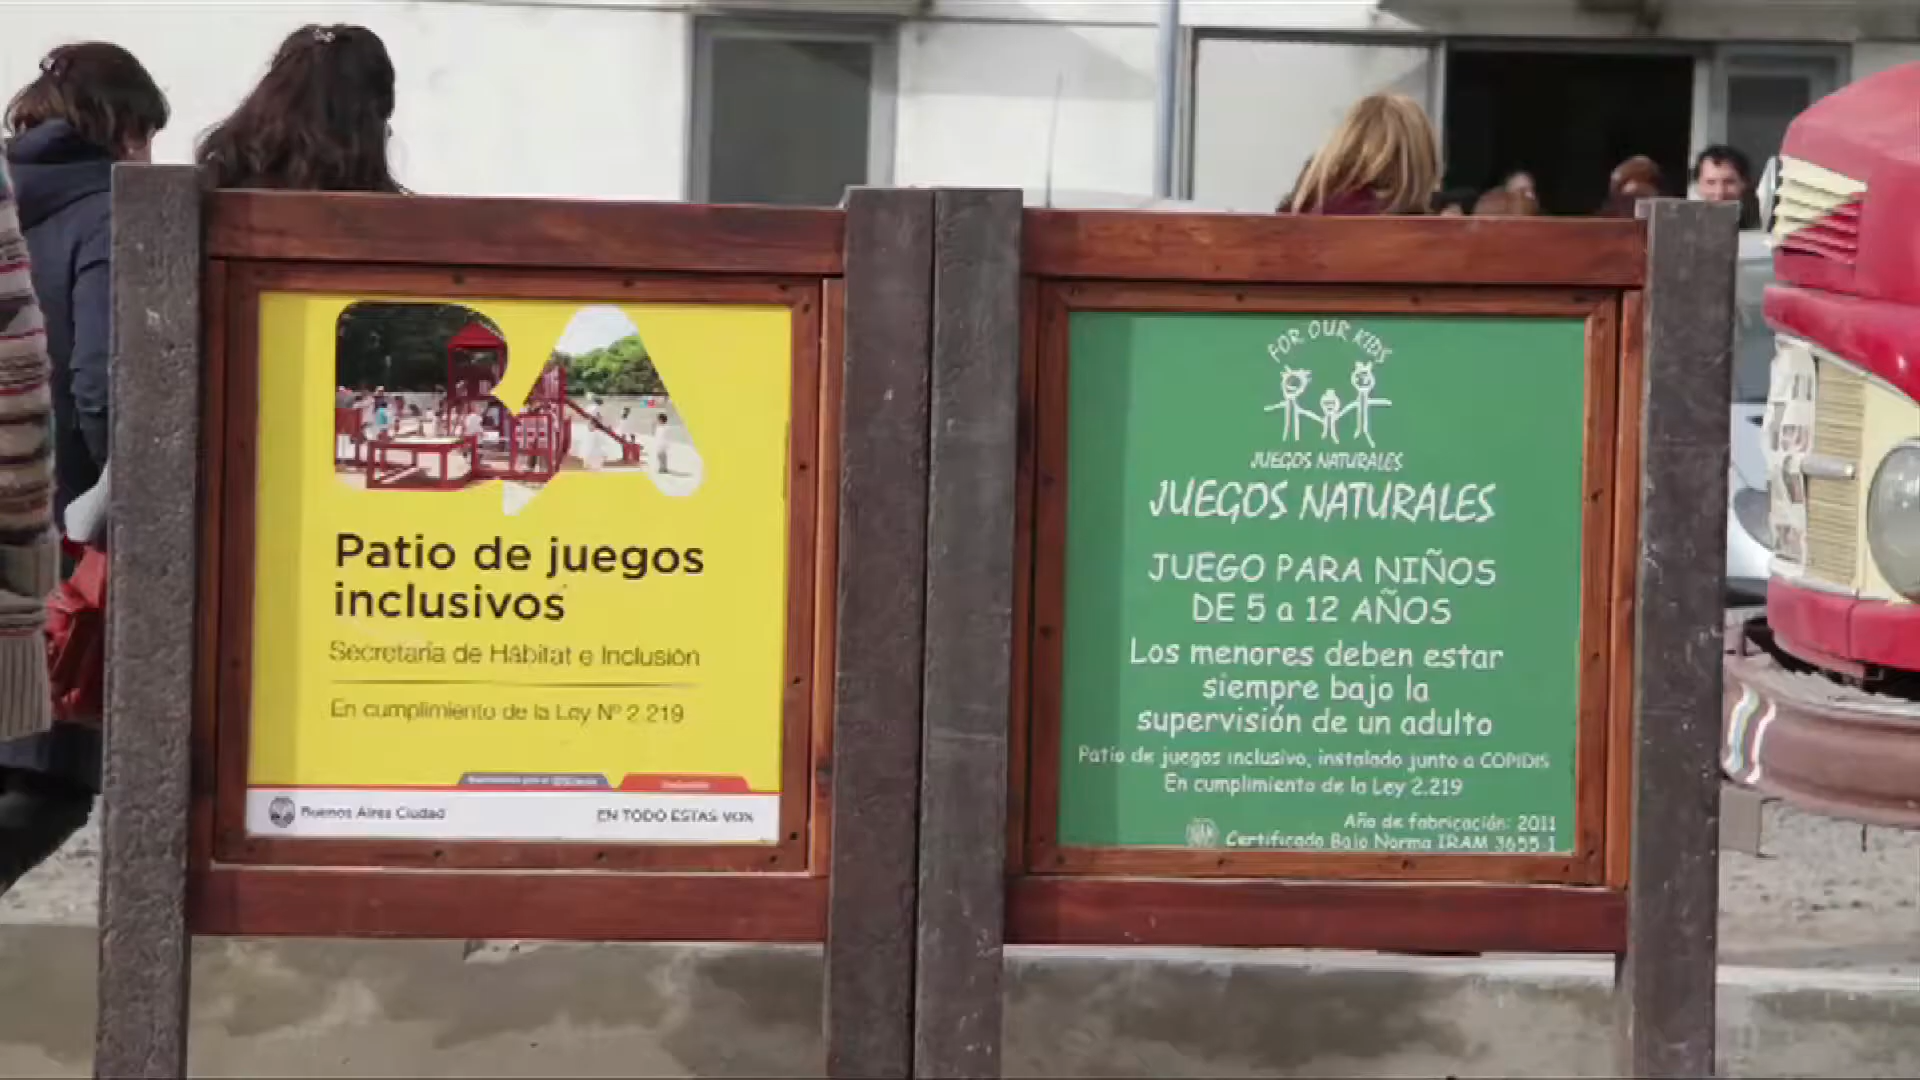 Patio de juegos
inclusivos
Secretaría de Hábitat e Inclusión
En cumplimiento de la Ley Nº 2.219
Buenos Aires Ciudad
EN TODO ESTAS VOS
FOR OUR KIDS
JUEGOS NATURALES
JUEGOS NATURALES
JUEGO PARA NIÑOS
DE 5 a 12 AÑOS
Los menores deben estar
siempre bajo la
supervisión de un adulto
Patio de juegos inclusivo, instalado junto a COPIDIS
En cumplimiento de la Ley 2.219
Año de fabricación: 2011
Certificado Bajo Norma IRAM 3655-1